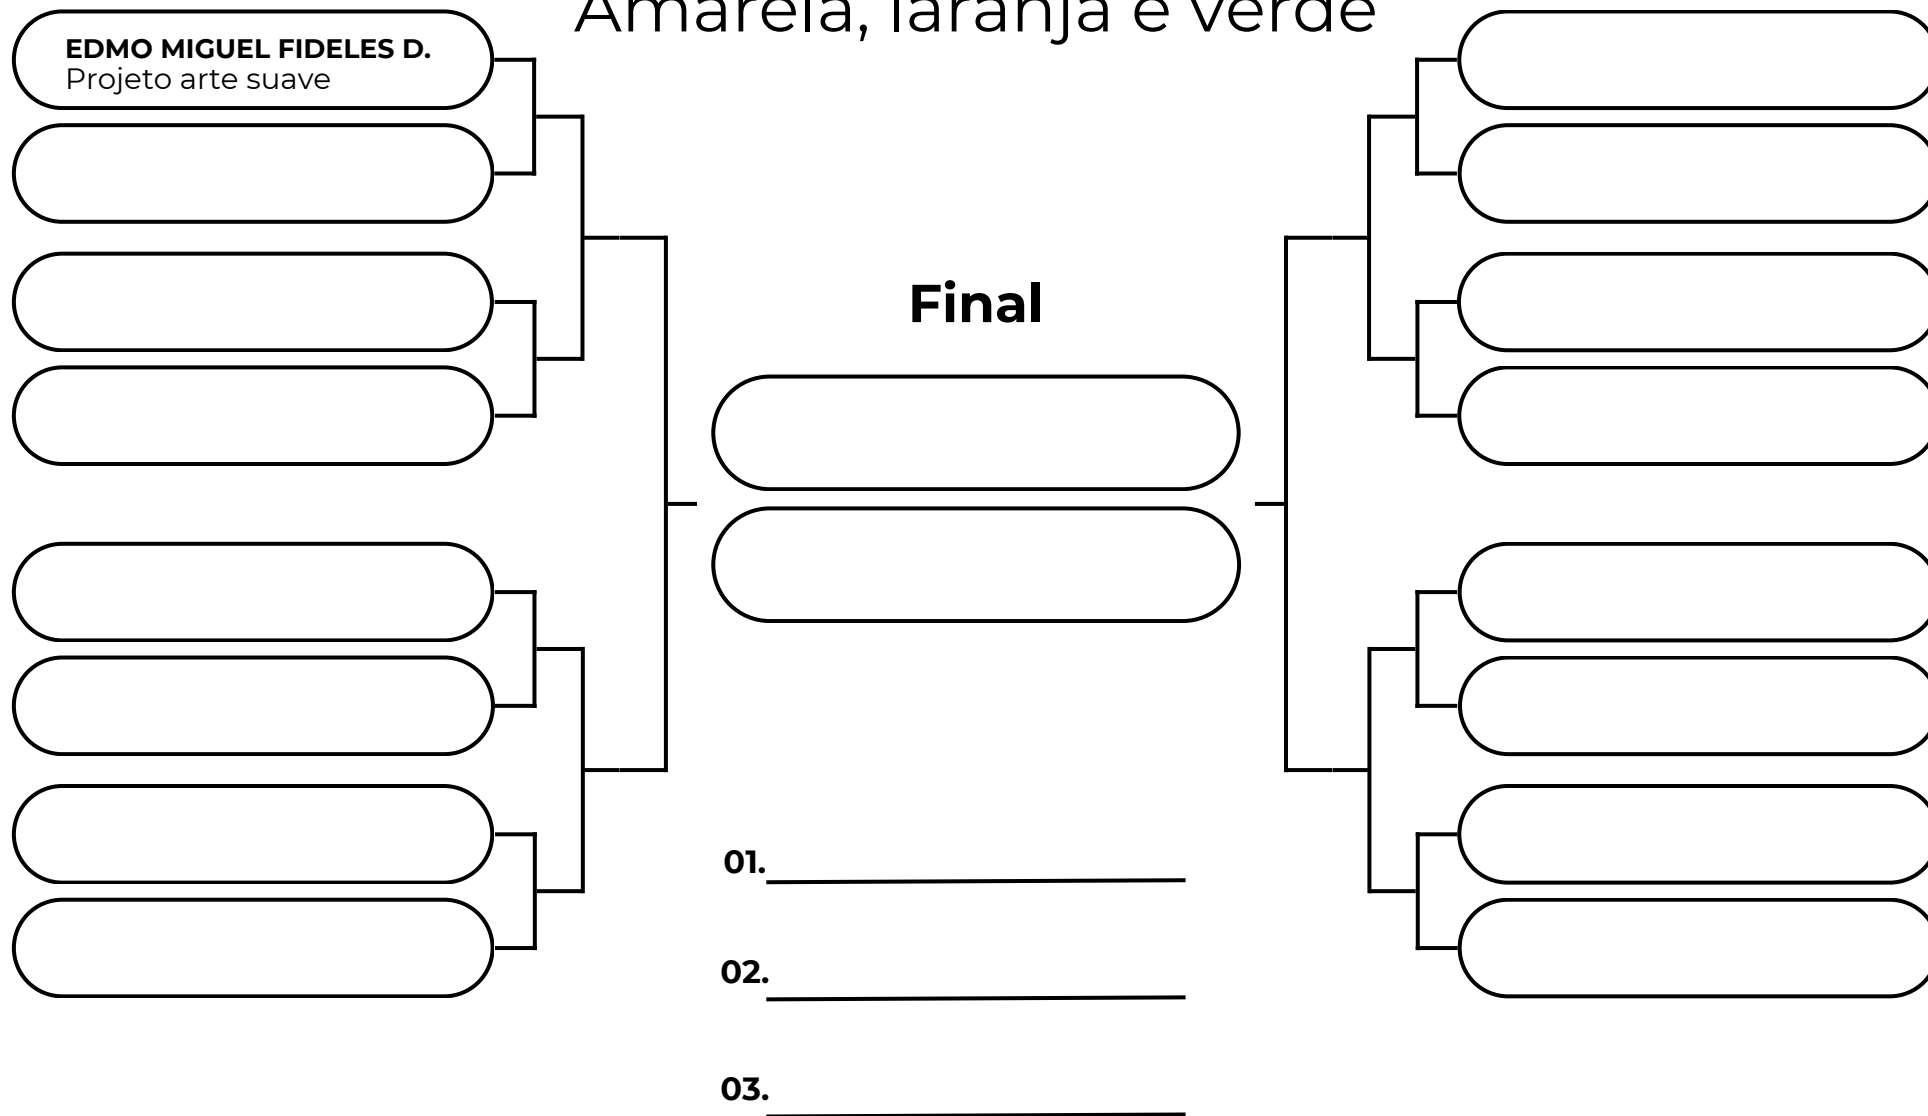 Amarela, laranja e verde
EDMO MIGUEL FIDELES D.
Projeto arte suave
Final
01.
02.
03.